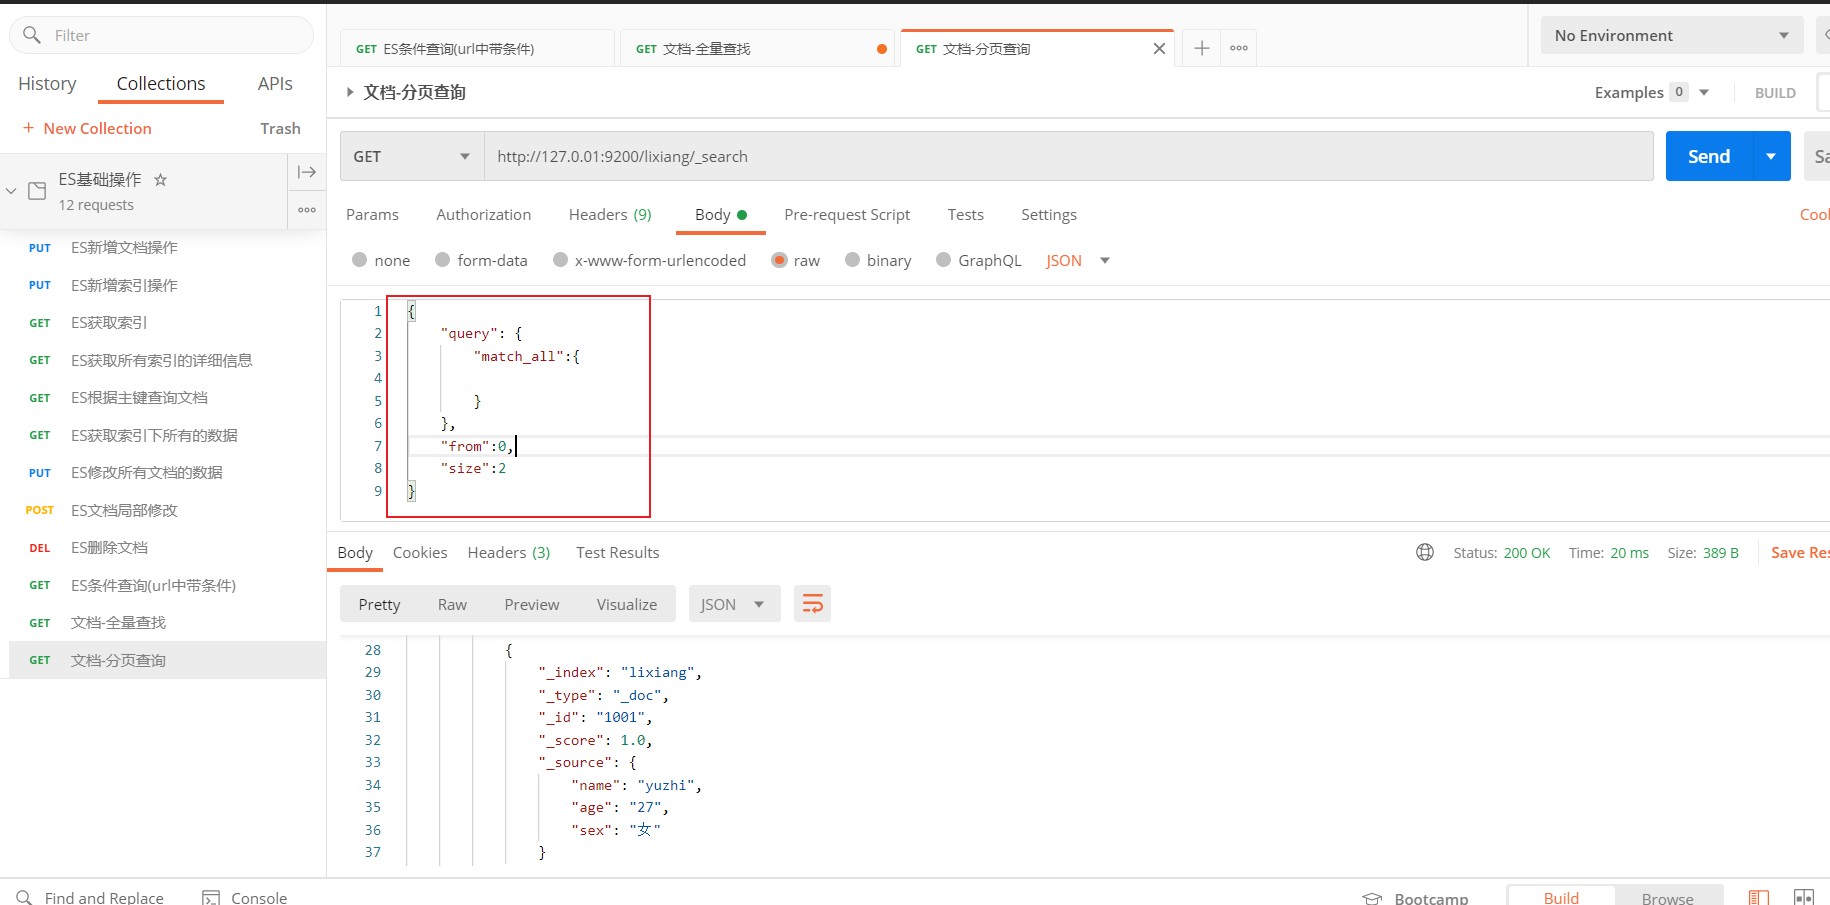 Filter
History Collections APIs
+ New Collection Trash
ES基础操作
12 requests
PUT ES新增文档操作
PUT ES新增索引操作
GET ES获取索引
GET ES获取所有索引的详细信息
GET ES根据主键查询文档
GET ES获取索引下所有的数据
PUT ES修改所有文档的数据
POST ES文档局部修改
DEL ES删除文档
GET ES条件查询(url中带条件)
GET 文档-全量查找
GET 文档-分页查询
GET ES条件查询(url中带条件) GET 文档-全量查找 GET 文档-分页查询
No Environment
文档-分页查询
Examples 0 BUILD
GET http://127.0.01:9200/lixiang/_search Send Sa
Params Authorization Headers (9) Body Pre-request Script Tests Settings Cool
none form-data x-www-form-urlencoded raw binary GraphQL JSON
1 {
2 "query": {
3 "match_all":{
4
5 }
6 },
7 "from":0,
8 "size":2
9 }
Body Cookies Headers (3) Test Results Status: 200 OK Time: 20 ms Size: 389 B Save Res
Pretty Raw Preview Visualize JSON
28 {
29 "_index": "lixiang",
30 "_type": "_doc",
31 "_id": "1001",
32 "_score": 1.0,
33 "_source": {
34 "name": "yuzhi",
35 "age": "27",
36 "sex": "女"
37 }
Find and Replace Console Bootcamp Build Browse